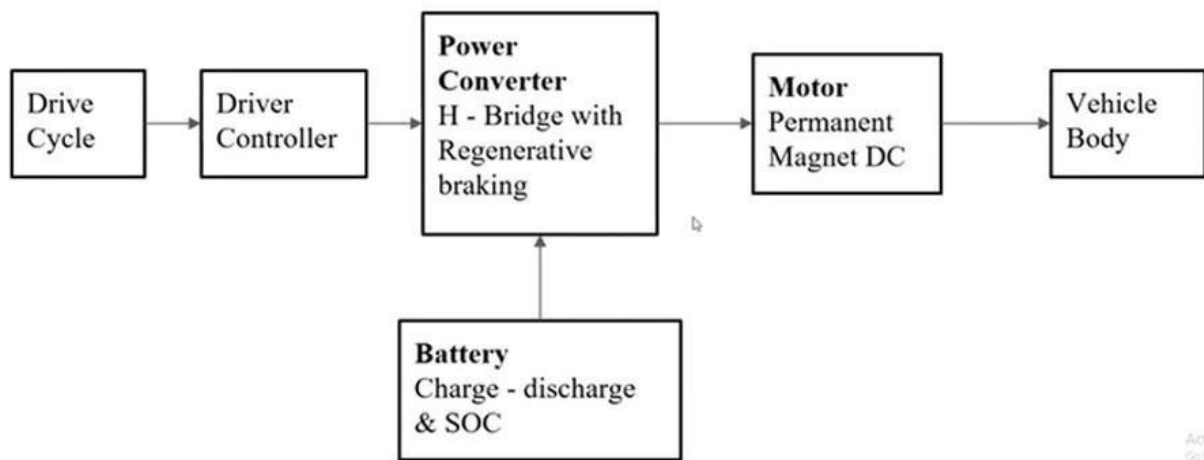 Drive
Cycle
Driver
Controller
Power
Converter
H - Bridge with
Regenerative
braking
Motor
Permanent
Magnet DC
Vehicle
Body
Battery
Charge - discharge
& SOC